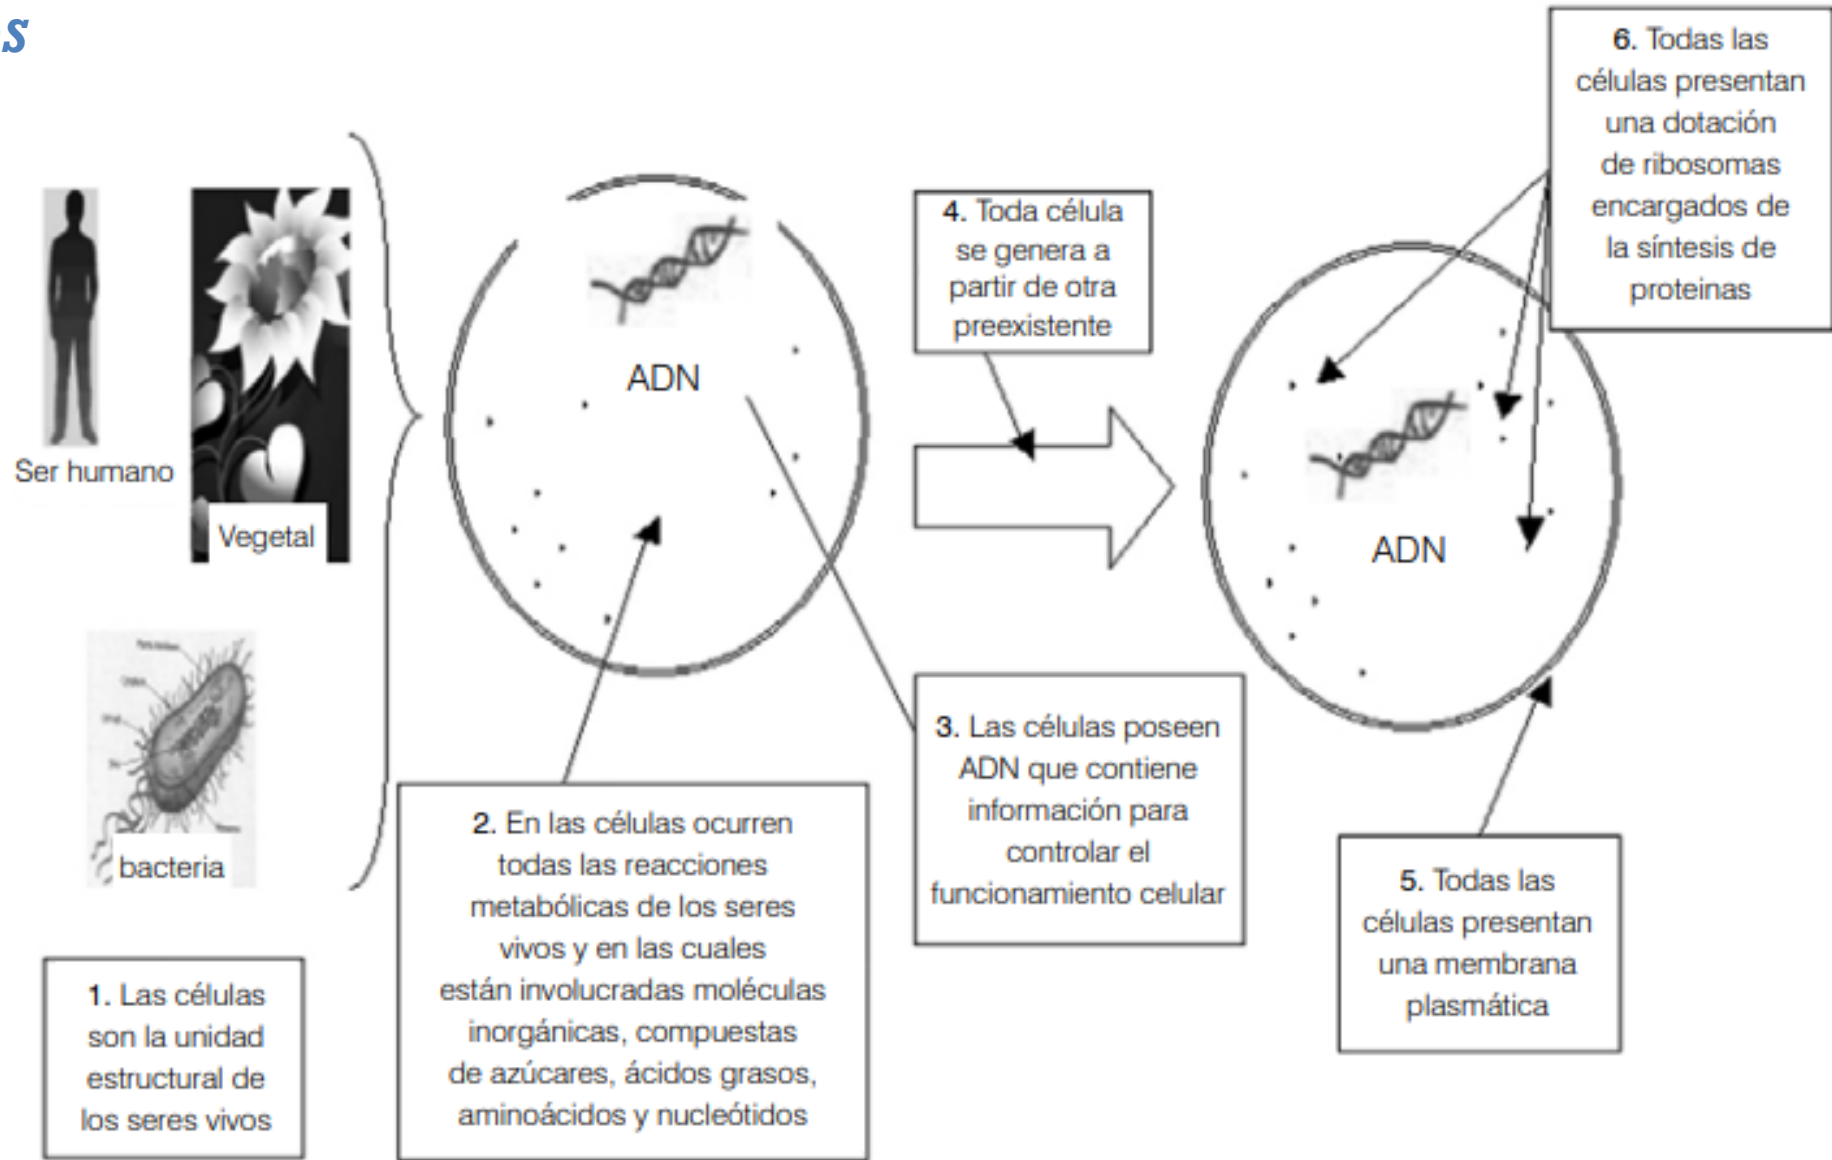 s
Ser humano
Vegetal
bacteria
1. Las células
son la unidad
estructural de
los seres vivos
ADN
2. En las células ocurren
todas las reacciones
metabólicas de los seres
vivos y en las cuales
están involucradas moléculas
inorgánicas, compuestas
de azúcares, ácidos grasos,
aminoácidos y nucleótidos
3. Las células poseen
ADN que contiene
información para
controlar el
funcionamiento celular
4. Toda célula
se genera a
partir de otra
preexistente
ADN
5. Todas las
células presentan
una membrana
plasmática
6. Todas las
células presentan
una dotación
de ribosomas
encargados de
la síntesis de
proteinas